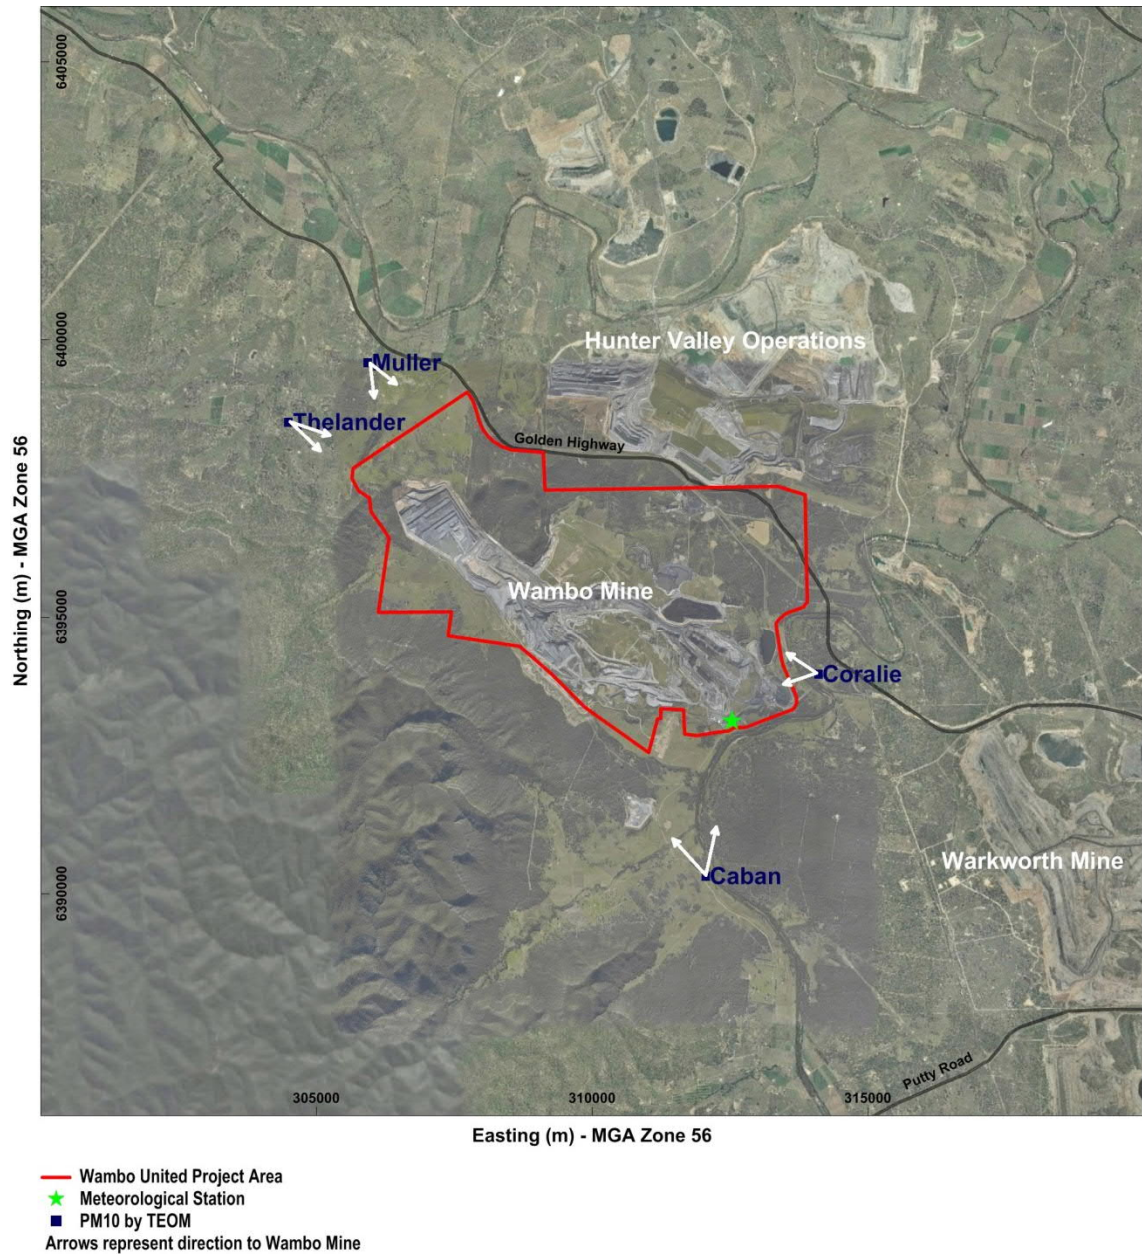 6405000
6400000
Muller
Hunter Valley Operations
Thelander
Golden Highway
Northing (m) - MGA Zone 56
Wambo Mine
6395000
Coralie
Warkworth Mine
Caban
6390000
Putty Road
305000
310000
315000
Easting (m) - MGA Zone 56
Wambo United Project Area
Meteorological Station
PM10 by TEOM
Arrows represent direction to Wambo Mine